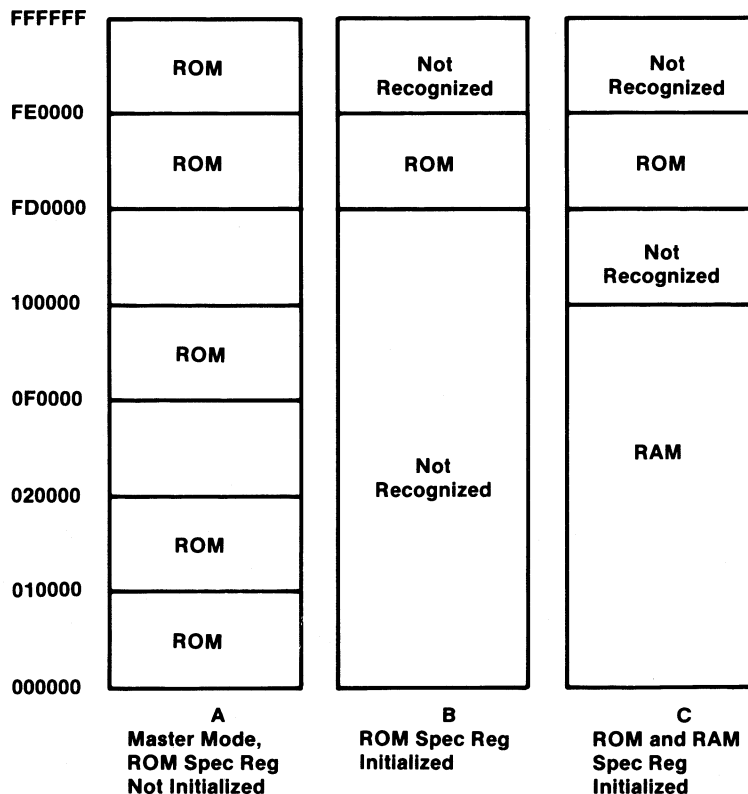 FFFFFF
ROM
Not
Recognized
Not
Recognized
FE0000
ROM
ROM
ROM
FD0000
Not
Recognized
100000
ROM
0F0000
RAM
Not
Recognized
020000
ROM
010000
ROM
000000
A
Master Mode,
ROM Spec Reg
Not Initialized
B
ROM Spec Reg
Initialized
C
ROM and RAM
Spec Reg
Initialized